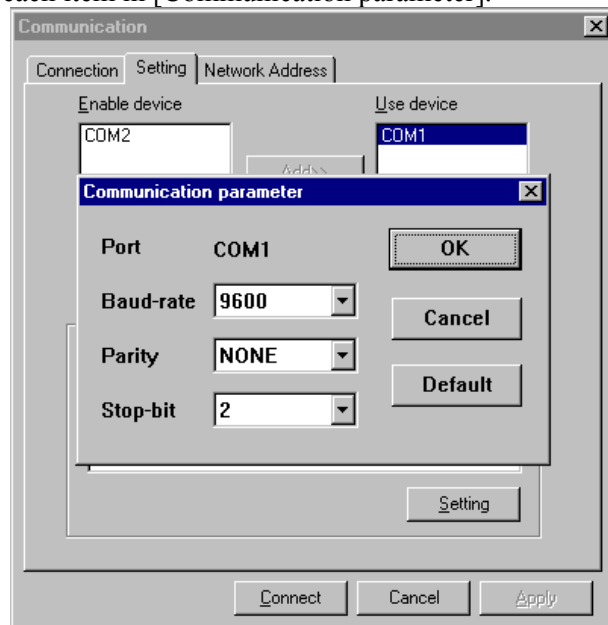 each item in [Communication parameter].
Communication
Connection Setting Network Address
Enable device Use device
COM2 COM1
Add>>
Communication parameter
Port COM1 OK
Baud-rate 9600 Cancel
Parity NONE Default
Stop-bit 2
Setting
Connect Cancel Apply